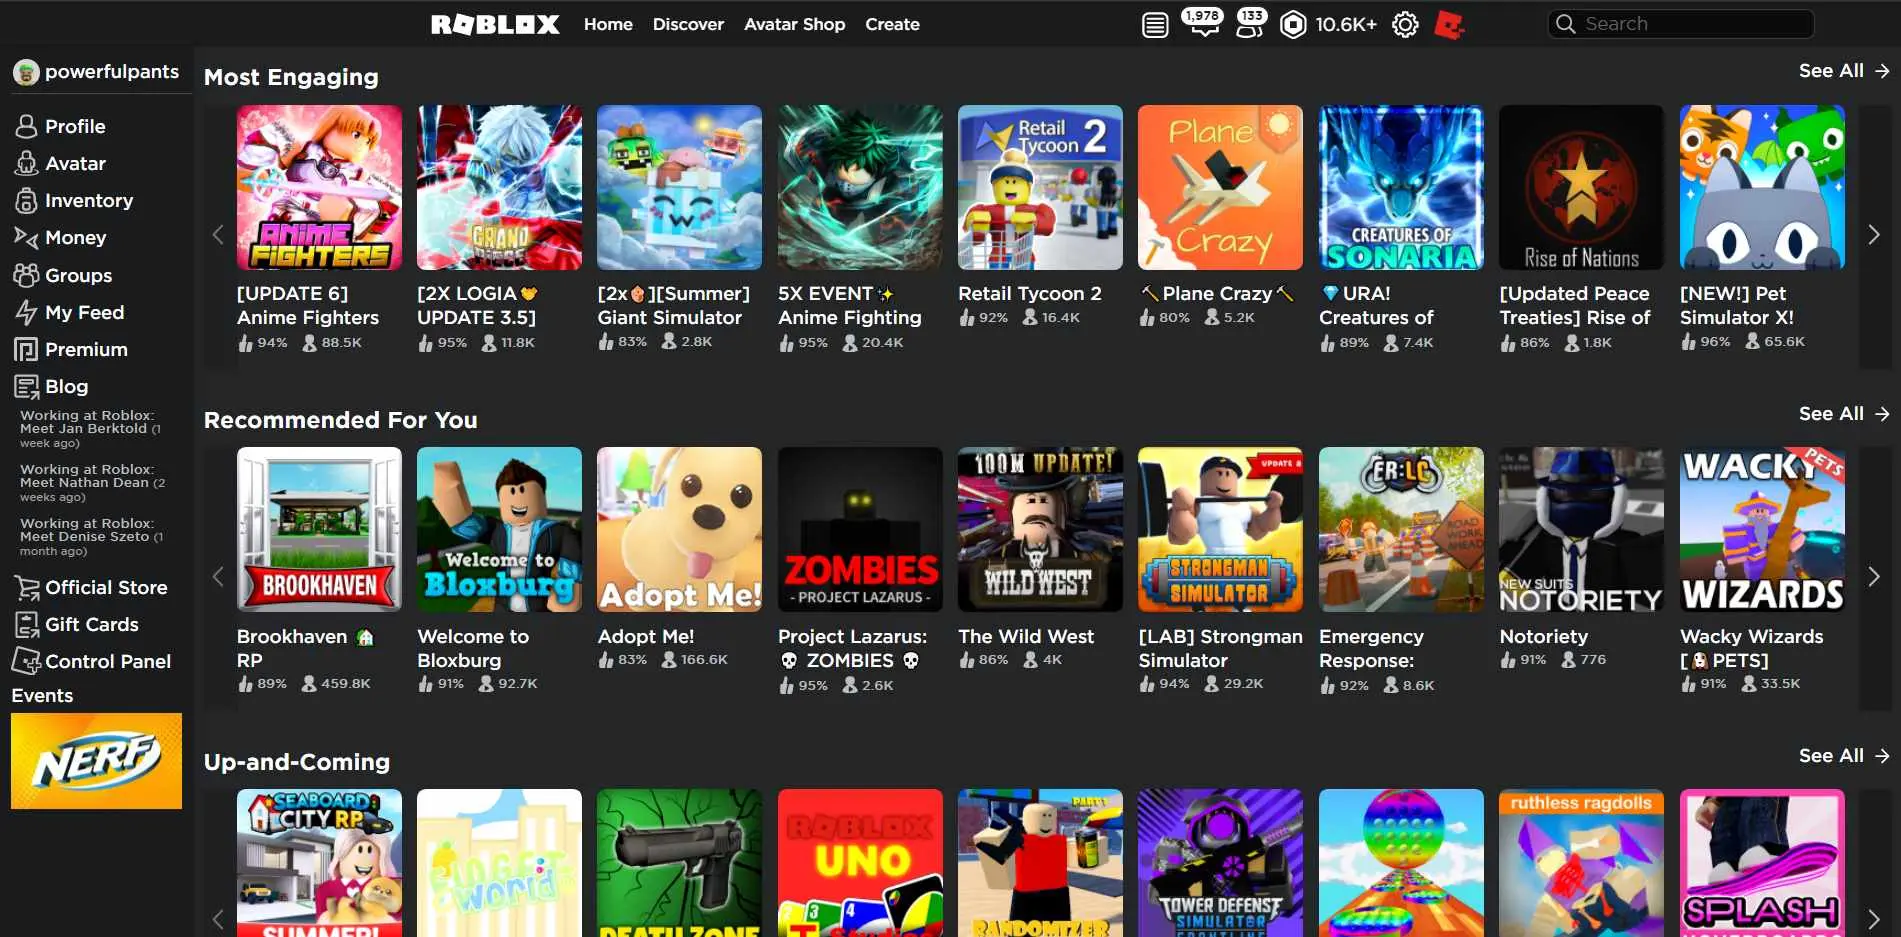 ROBLOX Home Discover Avatar Shop Create 1,978 133 10.6K+ Search
powerfulpants
Profile
Avatar
Inventory
Money
Groups
My Feed
Premium
Blog
Working at Roblox:
Meet Jan Berktold (1
week ago)
Working at Roblox:
Meet Nathan Dean (2
weeks ago)
Working at Roblox:
Meet Denise Szeto (1
month ago)
Official Store
Gift Cards
Control Panel
Events
NERF
Most Engaging See All
ANIME
FIGHTERS
GRAND
PIECE
Retail
Tycoon 2
Plane
Crazy
CREATURES OF
SONARIA
Rise of Nations
[UPDATE 6]
Anime Fighters
94% 88.5K
[2X LOGIA
UPDATE 3.5]
95% 11.8K
[2x🥔][Summer]
Giant Simulator
83% 2.8K
5X EVENT✨
Anime Fighting
95% 20.4K
Retail Tycoon 2
92% 16.4K
🔨Plane Crazy🔨
80% 5.2K
💎URA!
Creatures of
89% 7.4K
[Updated Peace
Treaties] Rise of
86% 1.8K
[NEW!] Pet
Simulator X!
96% 65.6K
Recommended For You See All
BROOKHAVEN
Welcome to
Bloxburg
Adopt Me!
ZOMBIES
- PROJECT LAZARUS -
100M UPDATE!
WILD WEST
UPDATE 8
STRONGMAN
SIMULATOR
ER:LC
ROAD
WORK
AHEAD
NEW SUITS
NOTORIETY
WACKY
PETS
WIZARDS
Brookhaven 🏡
RP
89% 459.8K
Welcome to
Bloxburg
91% 92.7K
Adopt Me!
83% 166.6K
Project Lazarus:
💀 ZOMBIES 💀
95% 2.6K
The Wild West
86% 4K
[LAB] Strongman
Simulator
94% 29.2K
Emergency
Response:
92% 8.6K
Notoriety
91% 776
Wacky Wizards
[PETS]
91% 33.5K
Up-and-Coming See All
SEABOARD
CITY RP
SUMMER!
world
DEATH ZONE
ROBLOX
UNO
2 3 4
PART 1
RANDOMIZER
TOWER DEFENSE
SIMULATOR
FRONTLINE
ruthless ragdolls
SPLASH